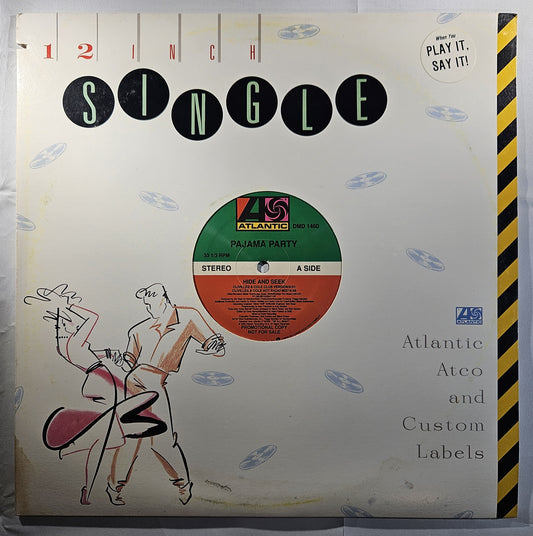 12 INCH
SINGLE
When You
PLAY IT,
SAY IT!
ATLANTIC
DMD 1460
PAJAMA PARTY
33 1/3 RPM
STEREO
A SIDE
HIDE AND SEEK
PROMOTIONAL COPY
NOT FOR SALE
Atlantic
Atco
and
Custom
Labels